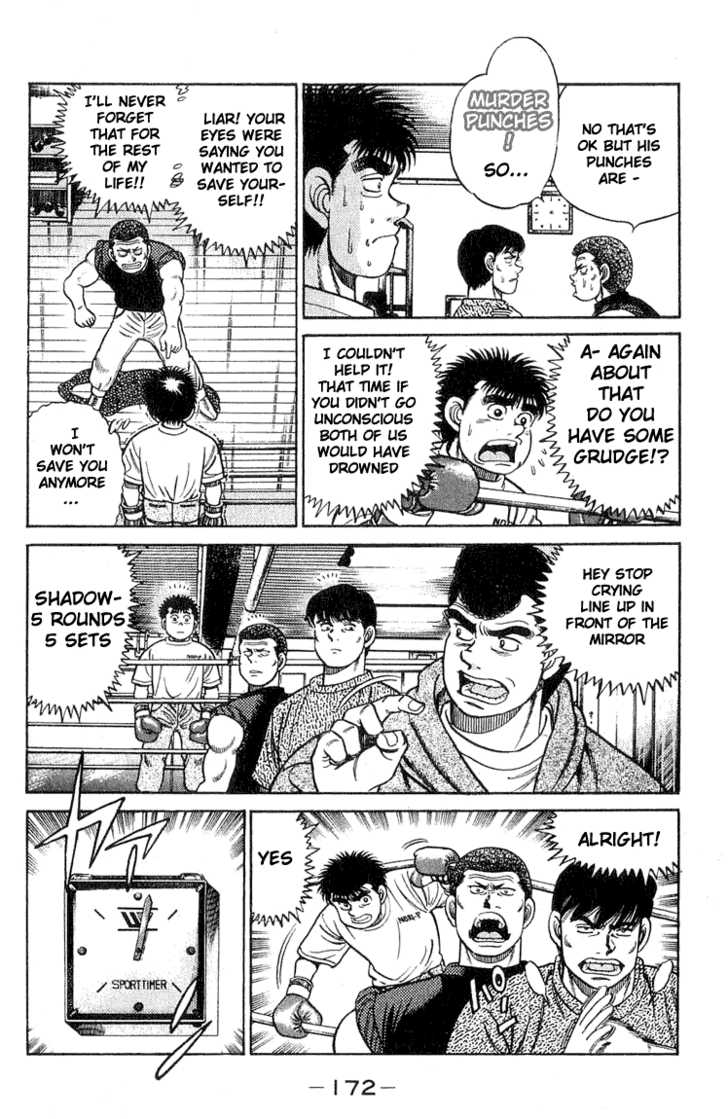 NO THAT'S
OK BUT HIS
PUNCHES
ARE -
MURDER
PUNCHES
!
SO...
A- AGAIN
ABOUT
THAT
DO YOU
HAVE SOME
GRUDGE!?
I COULDN'T
HELP IT!
THAT TIME IF
YOU DIDN'T GO
UNCONSCIOUS
BOTH OF US
WOULD HAVE
DROWNED
LIAR! YOUR
EYES WERE
SAYING YOU
WANTED TO
SAVE YOUR-
SELF!!
I'LL NEVER
FORGET
THAT FOR
THE REST
OF MY
LIFE!!
I
WON'T
SAVE YOU
ANYMORE
...
HEY STOP
CRYING
LINE UP IN
FRONT OF THE
MIRROR
SHADOW-
5 ROUNDS
5 SETS
ALRIGHT!
YES
SPORT TIMER
-172-